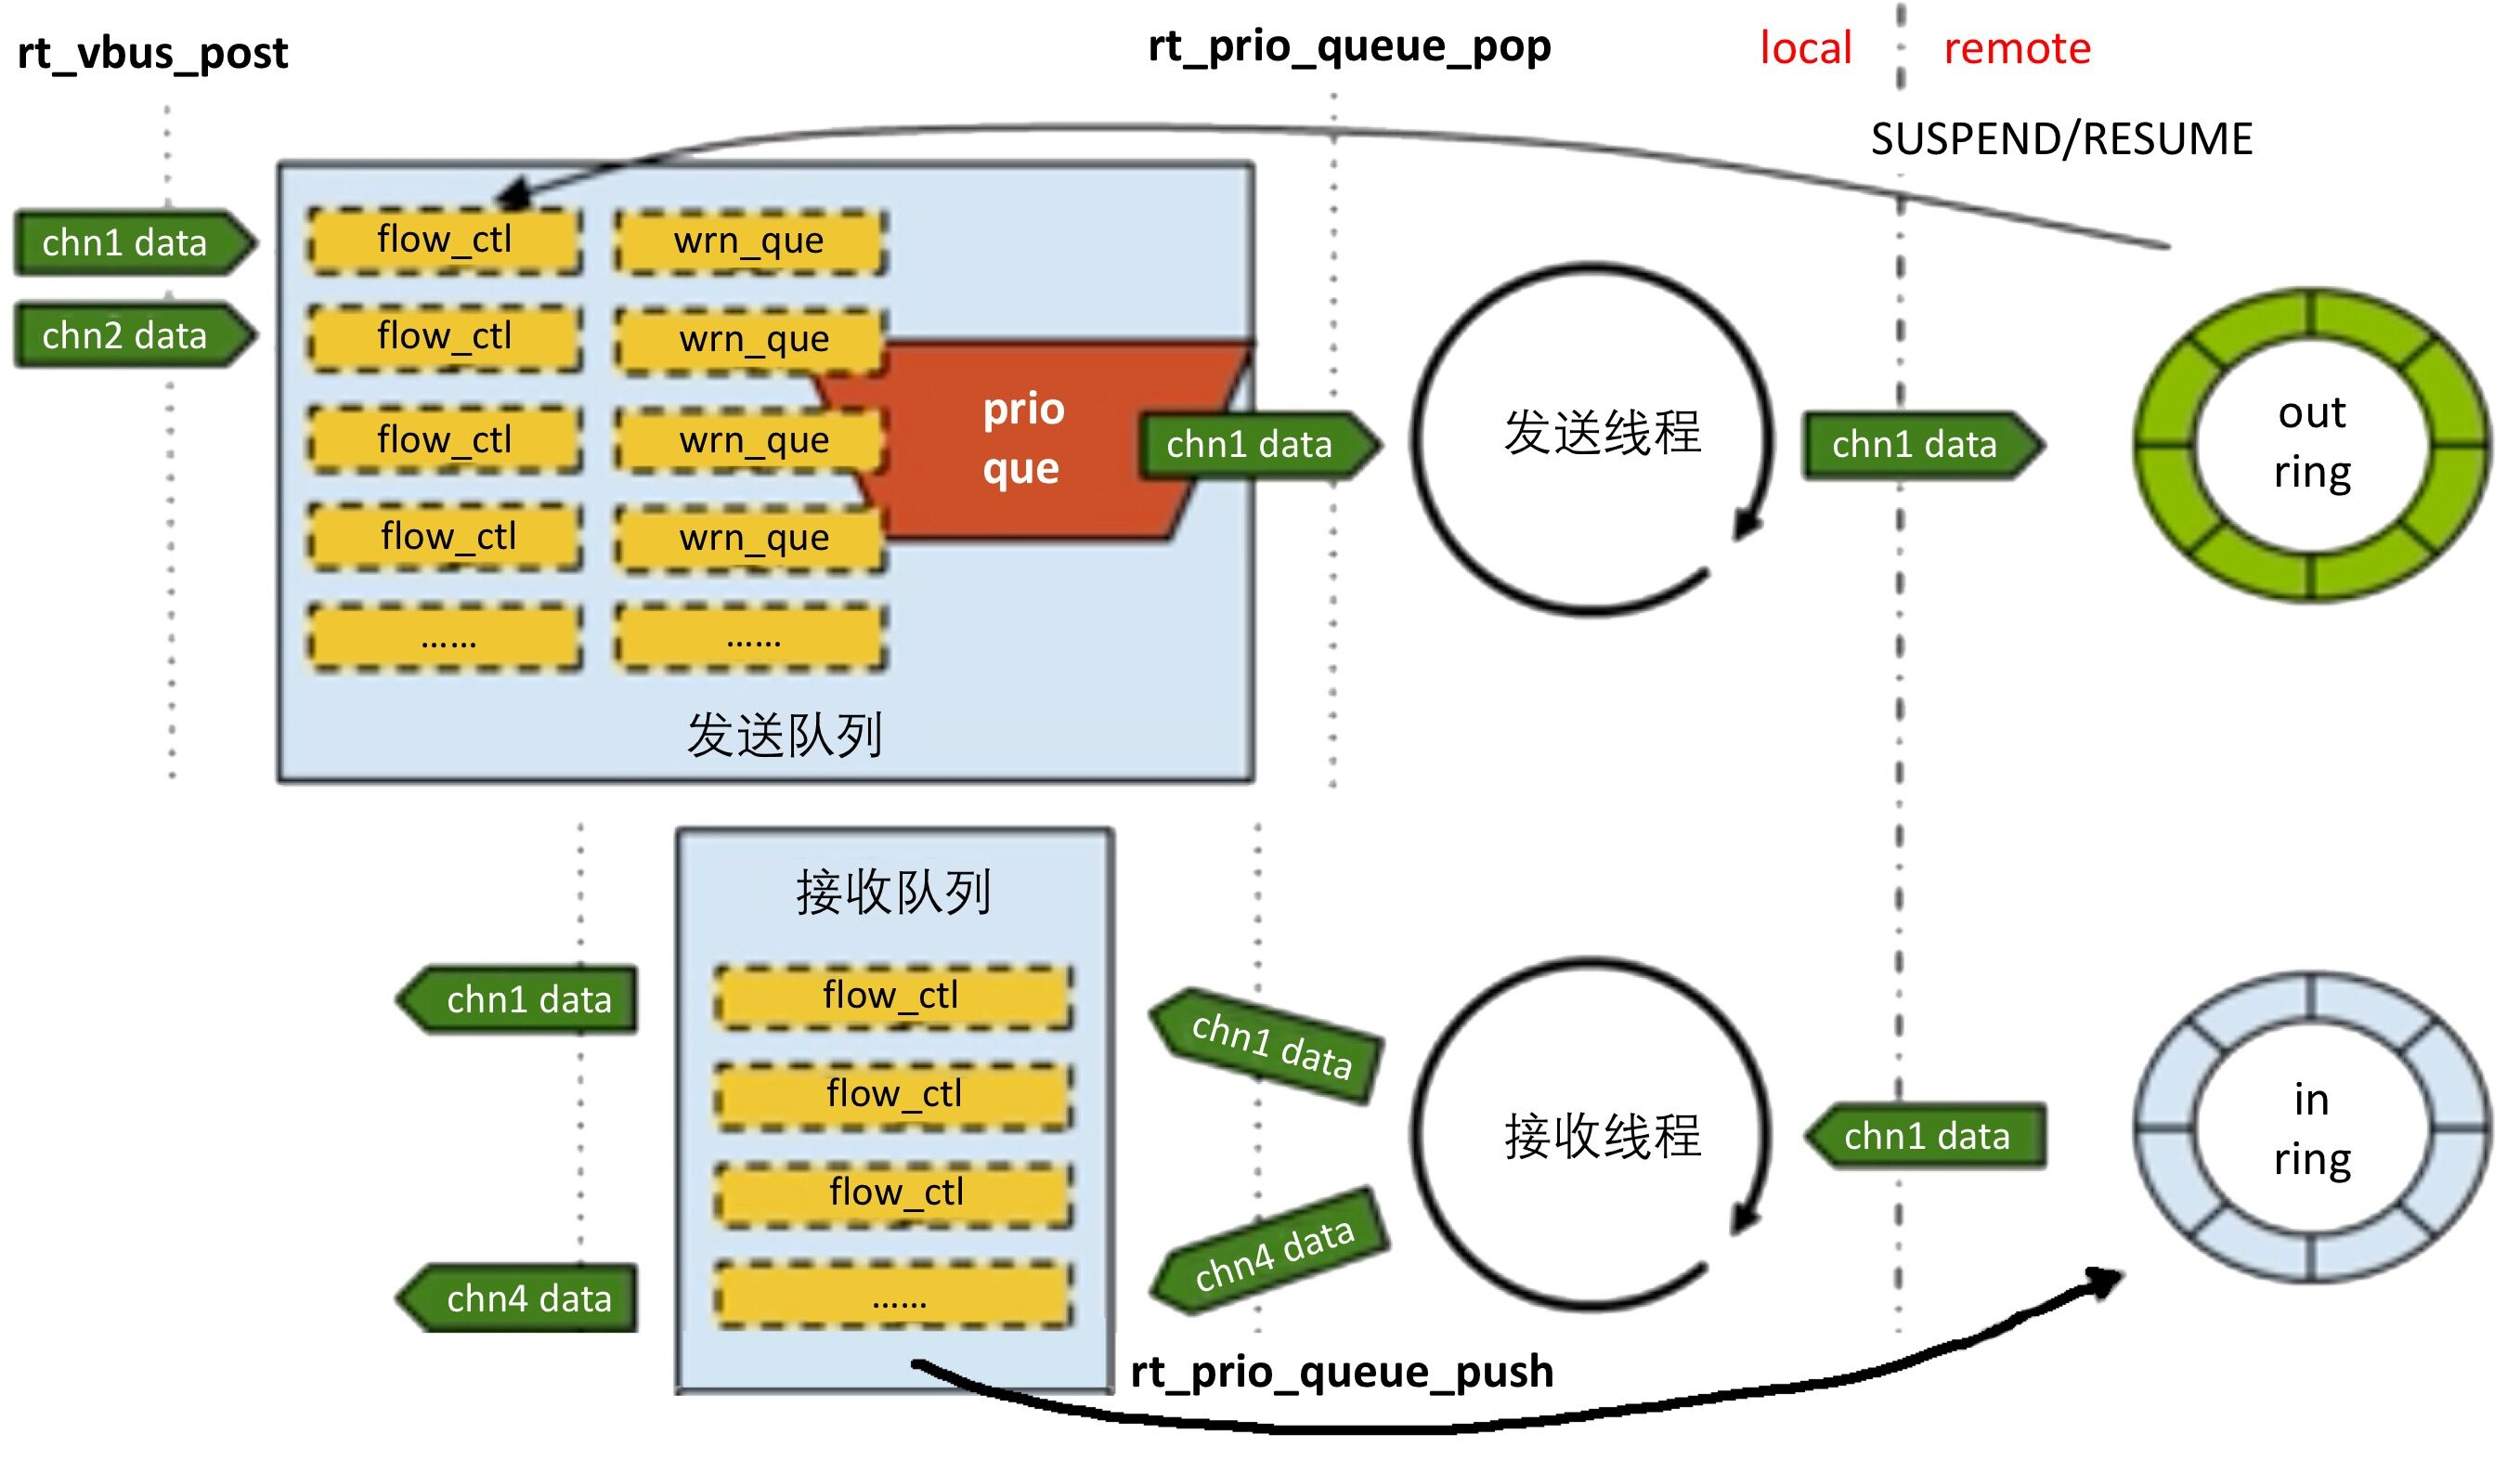 rt_vbus_post
rt_prio_queue_pop
local
remote
SUSPEND/RESUME
chn1 data
chn2 data
flow_ctl
wrn_que
flow_ctl
wrn_que
flow_ctl
wrn_que
flow_ctl
wrn_que
......
......
发送队列
prio
que
chn1 data
发送线程
chn1 data
out
ring
接收队列
flow_ctl
flow_ctl
flow_ctl
......
chn1 data
chn4 data
chn1 data
chn4 data
接收线程
chn1 data
in
ring
rt_prio_queue_push